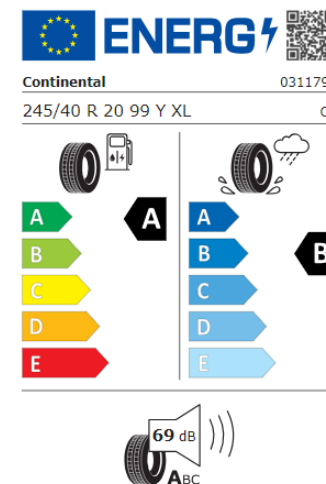 ENERG
Continental 031179
245/40 R 20 99 Y XL
A A A
B B B
C C
D D
E E
69 dB
ABC